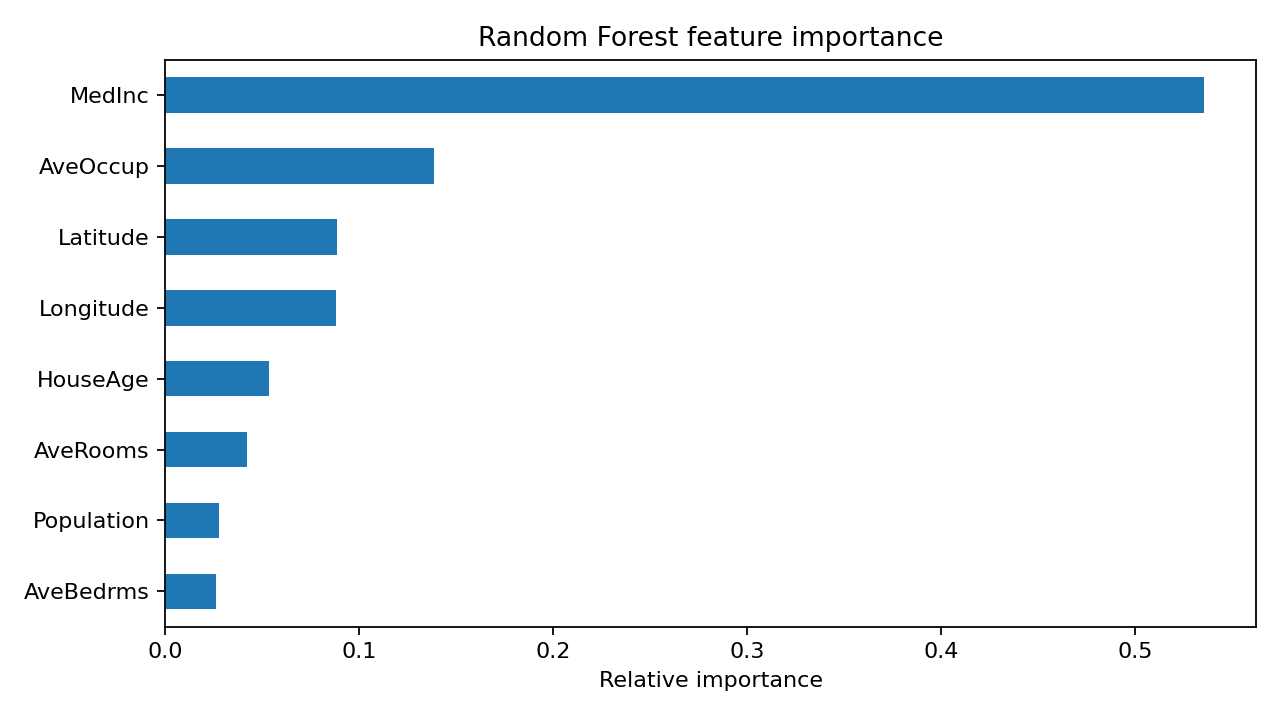 Random Forest feature importance
MedInc
AveOccup
Latitude
Longitude
HouseAge
AveRooms
Population
AveBedrms
0.0 0.1 0.2 0.3 0.4 0.5
Relative importance